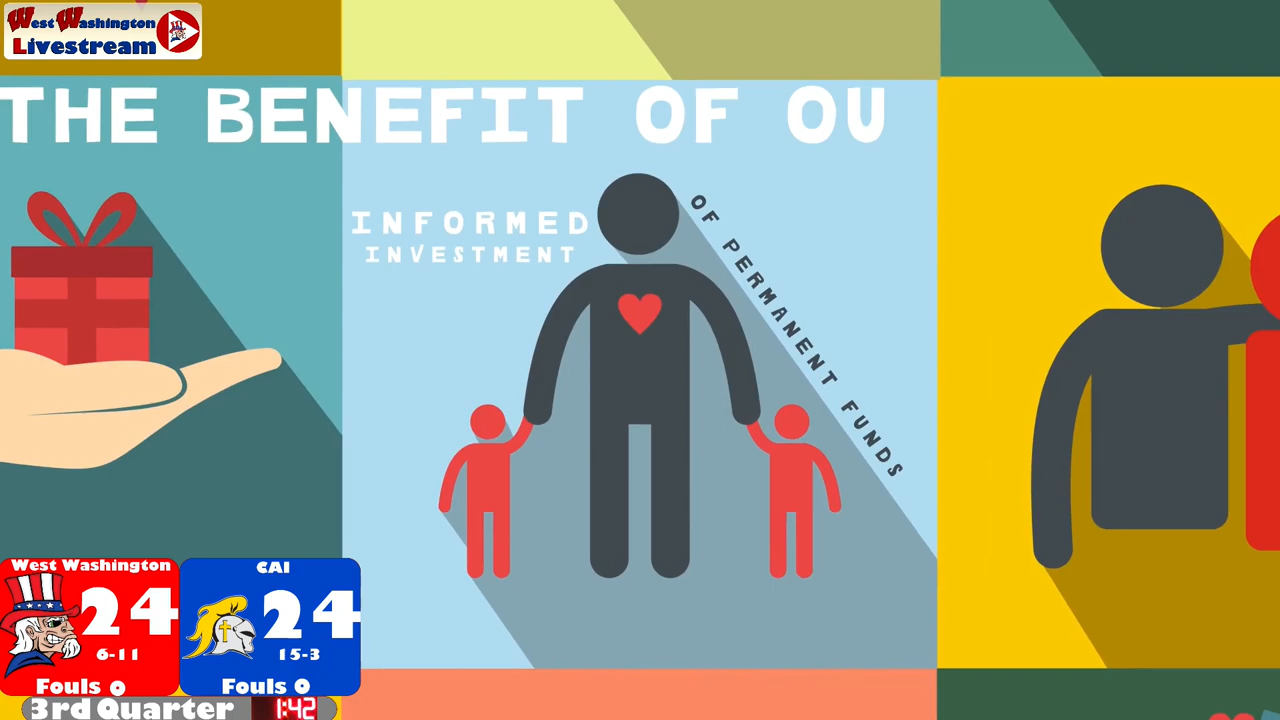 West Washington
Livestream
THE BENEFIT OF OU
INFORMED
INVESTMENT
OF PERMANENT FUNDS
West Washington
24
6-11
Fouls 0
CAI
24
15-3
Fouls 0
3rd Quarter 1:42